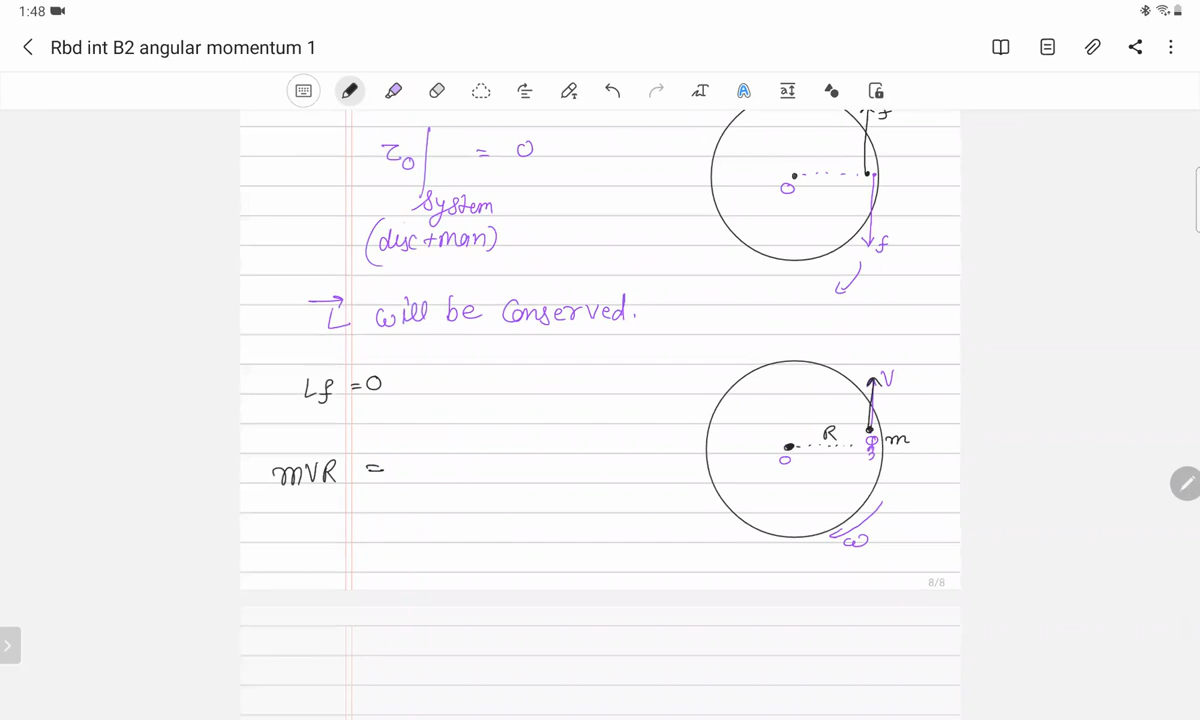 1:48
Rbd int B2 angular momentum 1
f
τ0 | = 0
system
(disc + man)
O
f
L will be Conserved.
Lf = 0
V
R
m
O
mVR =
ω
8/8